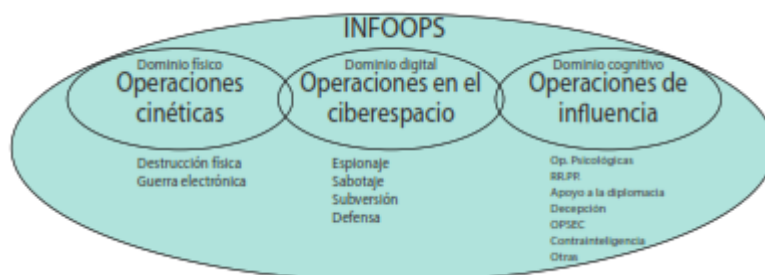 INFOOPS
Dominio físico
Operaciones
cinéticas
Destrucción física
Guerra electrónica
Dominio digital
Operaciones en el
ciberespacio
Espionaje
Sabotaje
Subversión
Defensa
Dominio cognitivo
Operaciones de
influencia
Op. Psicológicas
RR.PP.
Apoyo a la diplomacia
Decepción
OPSEC
Contrainteligencia
Otras